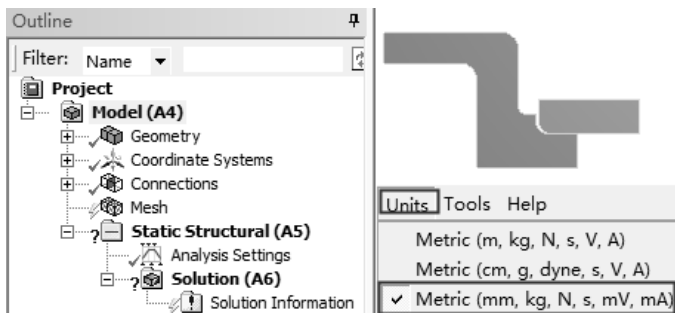 Outline
Filter: Name
Project
Model (A4)
Geometry
Coordinate Systems
Connections
Mesh
Static Structural (A5)
Analysis Settings
Solution (A6)
Solution Information
Units Tools Help
Metric (m, kg, N, s, V, A)
Metric (cm, g, dyne, s, V, A)
Metric (mm, kg, N, s, mV, mA)